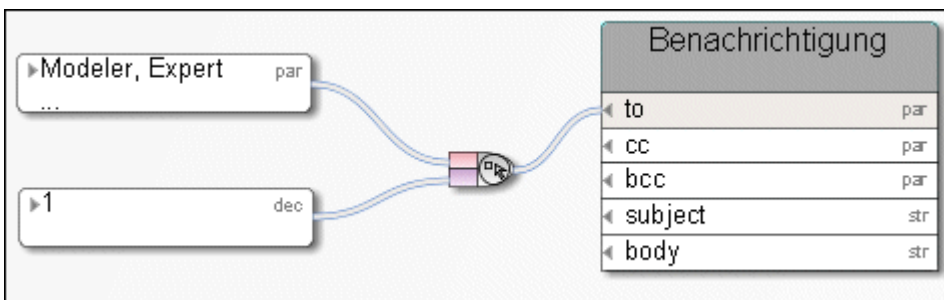 Modeler, Expert par
...
1 dec
Benachrichtigung
to par
cc par
bcc par
subject str
body str